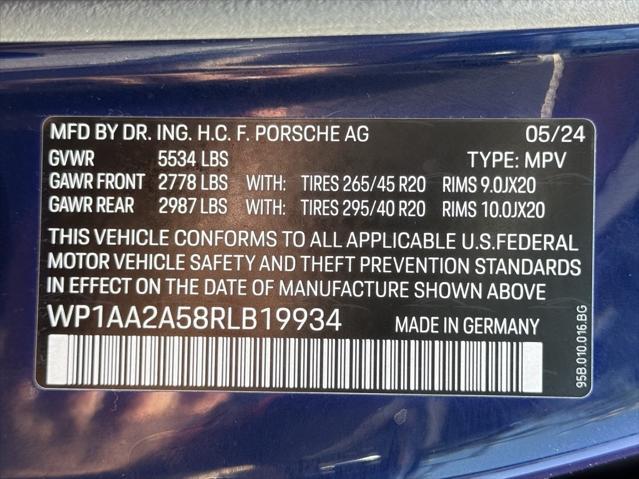 MFD BY DR. ING. H.C. F. PORSCHE AG 05/24
GVWR 5534 LBS TYPE: MPV
GAWR FRONT 2778 LBS WITH: TIRES 265/45 R20 RIMS 9.0JX20
GAWR REAR 2987 LBS WITH: TIRES 295/40 R20 RIMS 10.0JX20
THIS VEHICLE CONFORMS TO ALL APPLICABLE U.S.FEDERAL
MOTOR VEHICLE SAFETY AND THEFT PREVENTION STANDARDS
IN EFFECT ON THE DATE OF MANUFACTURE SHOWN ABOVE
WP1AA2A58RLB19934 MADE IN GERMANY
95B.010.016.BG